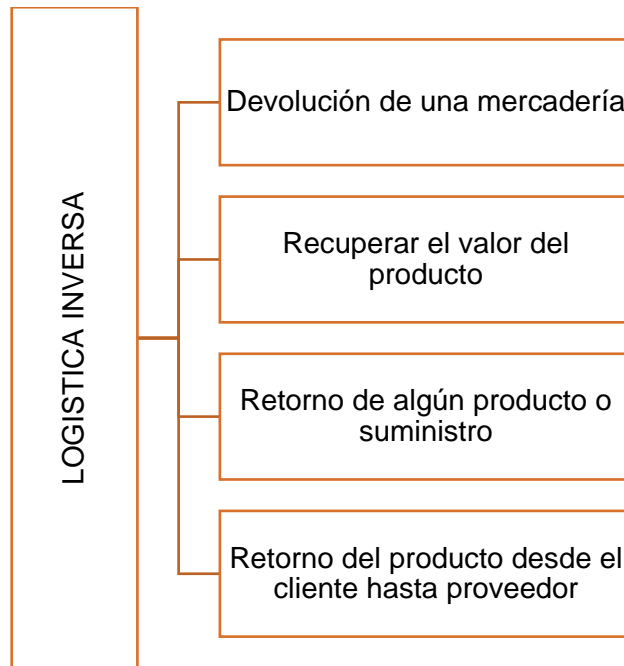 LOGISTICA INVERSA
Devolución de una mercadería
Recuperar el valor del
producto
Retorno de algún producto o
suministro
Retorno del producto desde el
cliente hasta proveedor